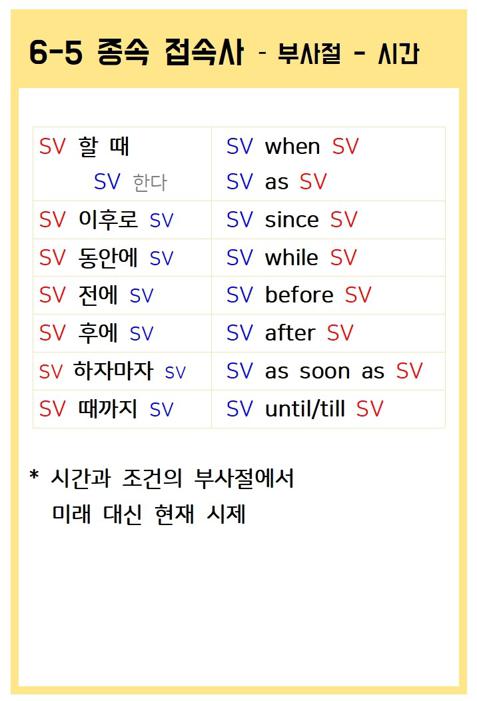 6-5 종속 접속사 - 부사절 - 시간
SV 할 때 SV when SV
SV 한다 SV as SV
SV 이후로 SV SV since SV
SV 동안에 SV SV while SV
SV 전에 SV SV before SV
SV 후에 SV SV after SV
SV 하자마자 SV SV as soon as SV
SV 때까지 SV SV until/till SV
* 시간과 조건의 부사절에서
미래 대신 현재 시제